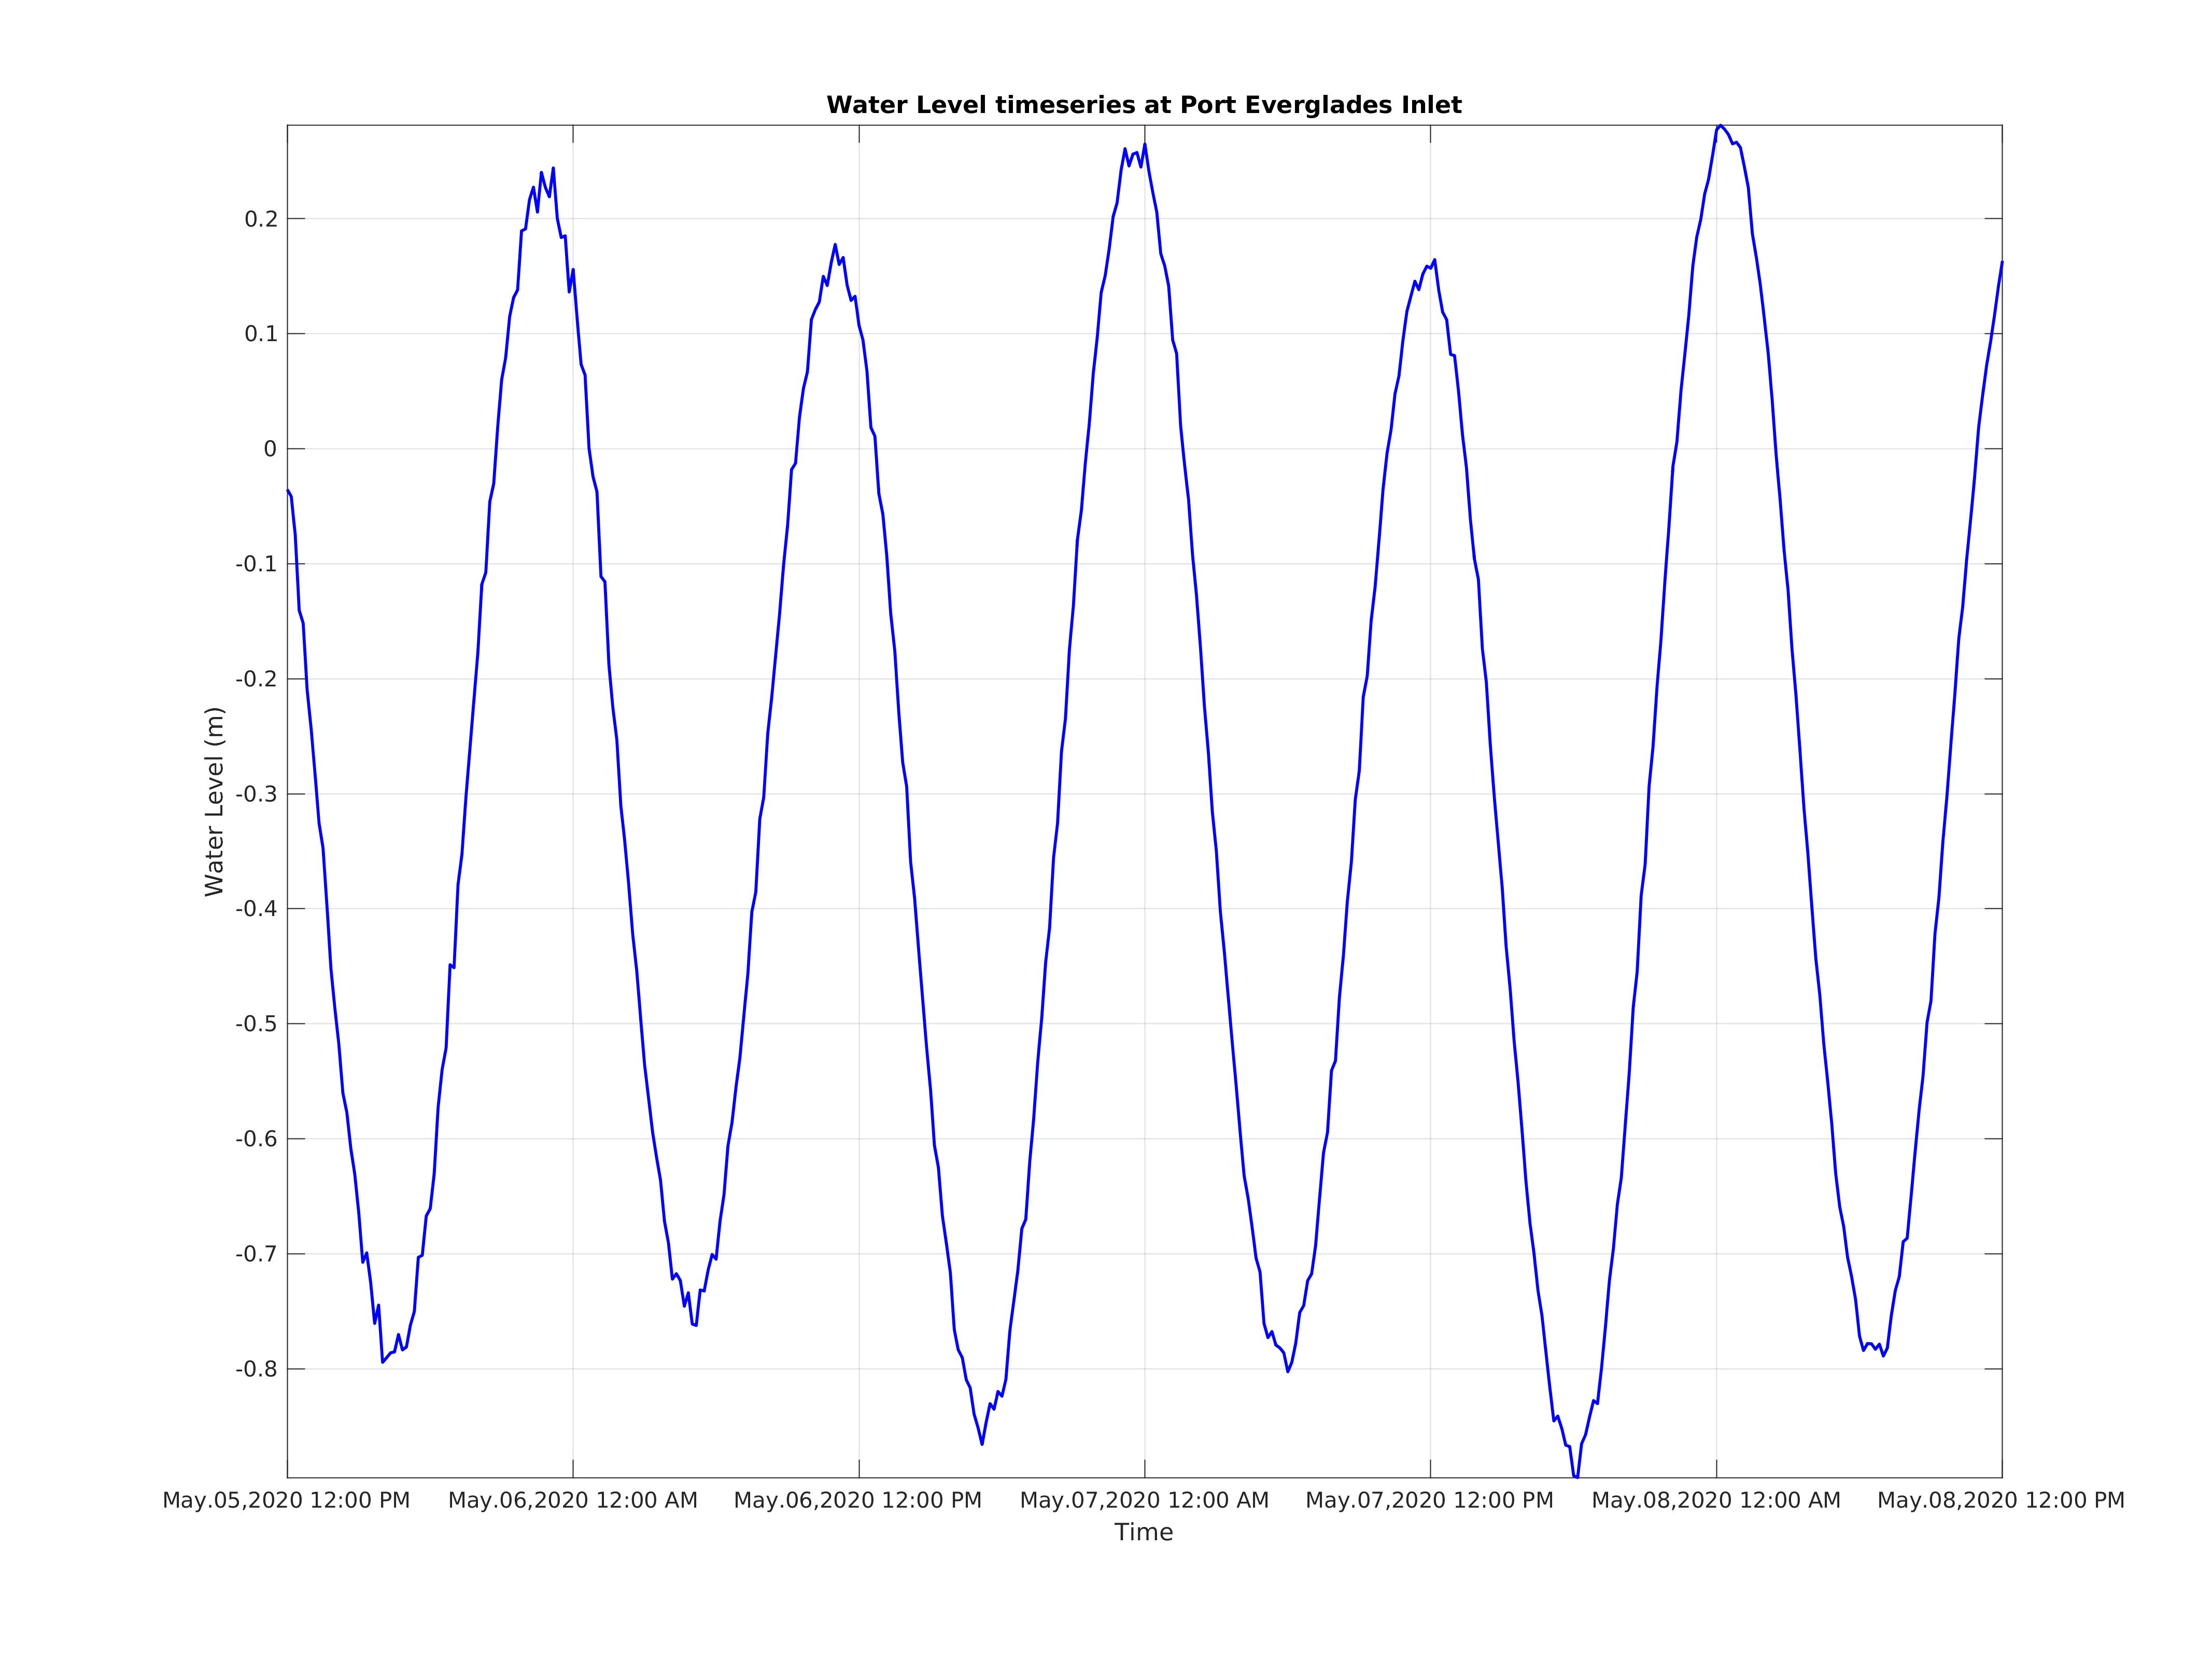 Water Level timeseries at Port Everglades Inlet
0.2
0.1
0
-0.1
-0.2
-0.3
-0.4
-0.5
-0.6
-0.7
-0.8
Water Level (m)
May.05,2020 12:00 PM May.06,2020 12:00 AM May.06,2020 12:00 PM May.07,2020 12:00 AM May.07,2020 12:00 PM May.08,2020 12:00 AM May.08,2020 12:00 PM
Time